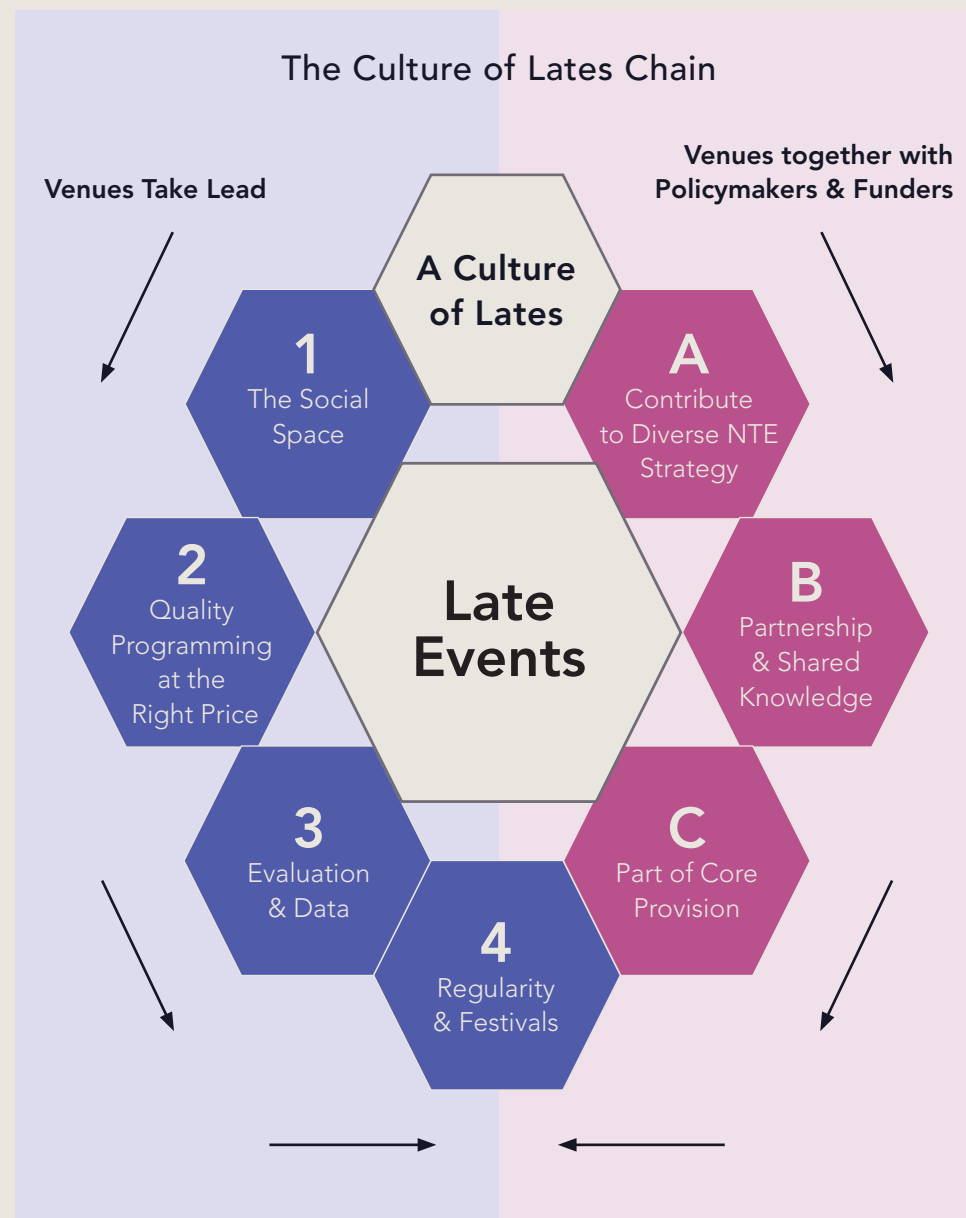 The Culture of Lates Chain
Venues Take Lead
Venues together with
Policymakers & Funders
A Culture
of Lates
1
The Social
Space
A
Contribute
to Diverse NTE
Strategy
2
Quality
Programming
at the
Right Price
Late
Events
B
Partnership
& Shared
Knowledge
3
Evaluation
& Data
C
Part of Core
Provision
4
Regularity
& Festivals